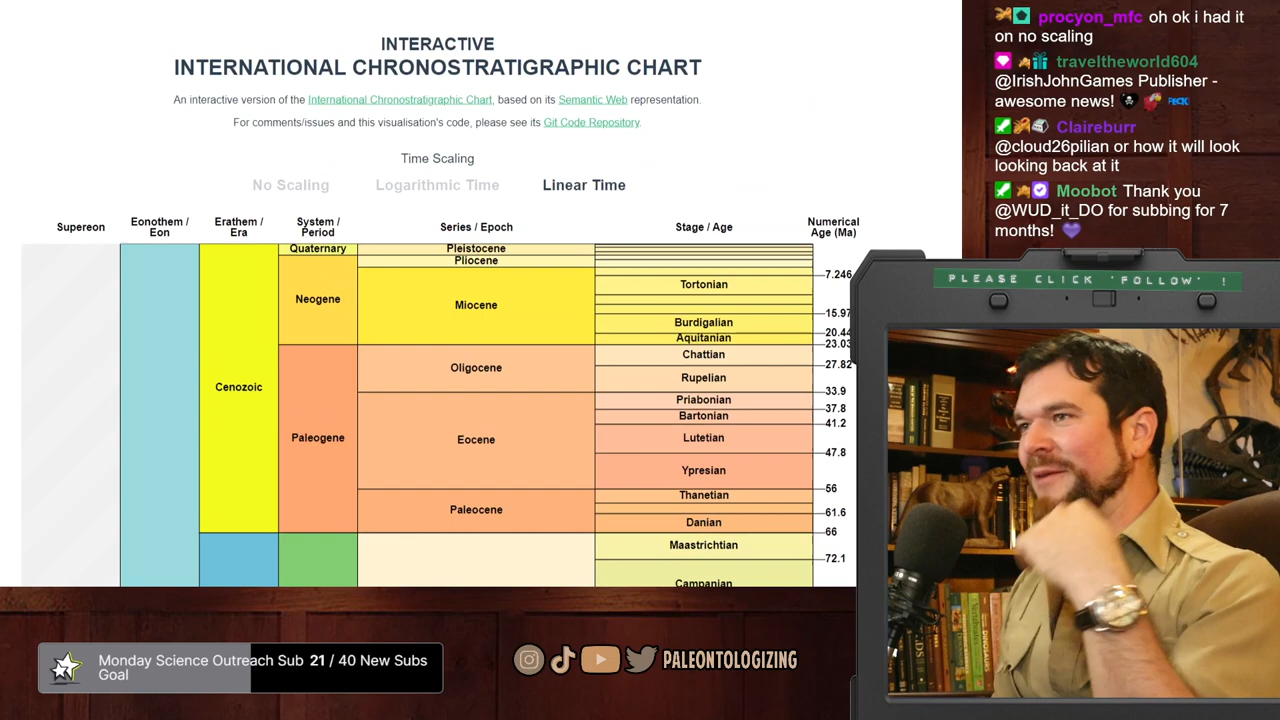 INTERACTIVE
INTERNATIONAL CHRONOSTRATIGRAPHIC CHART
An interactive version of the International Chronostratigraphic Chart, based on its Semantic Web representation.
For comments/issues and this visualisation's code, please see its Git Code Repository.
Time Scaling
No Scaling Logarithmic Time Linear Time
Supereon
Eonothem / Eon
Erathem / Era
System / Period
Series / Epoch
Stage / Age
Numerical Age (Ma)
Cenozoic
Quaternary
Neogene
Paleogene
Pleistocene
Pliocene
Miocene
Oligocene
Eocene
Paleocene
Tortonian
Burdigalian
Aquitanian
Chattian
Rupelian
Priabonian
Bartonian
Lutetian
Ypresian
Thanetian
Danian
Maastrichtian
Campanian
7.246
15.97
20.44
23.03
27.82
33.9
37.8
41.2
47.8
56
61.6
66
72.1
procyon_mfc oh ok i had it
on no scaling
traveltheworld604
@IrishJohnGames Publisher -
awesome news!
Claireburr
@cloud26pilian or how it will look
looking back at it
Moobot Thank you
@WUD_it_DO for subbing for 7
months!
PLEASE CLICK 'FOLLOW' !
Monday Science Outreach Sub 21 / 40 New Subs
Goal
PALEONTOLOGIZING